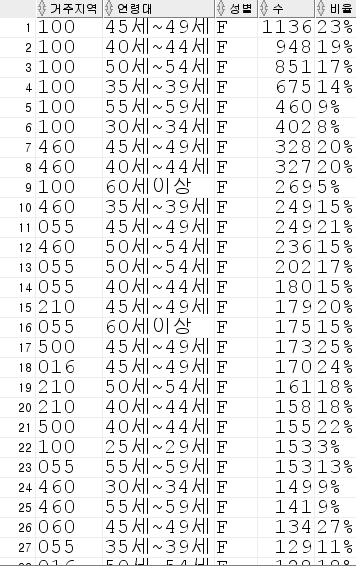 거주지역 연령대 성별 수 비율
1 100 45세~49세 F 1136 23%
2 100 40세~44세 F 948 19%
3 100 50세~54세 F 851 17%
4 100 35세~39세 F 675 14%
5 100 55세~59세 F 460 9%
6 100 30세~34세 F 402 8%
7 460 45세~49세 F 328 20%
8 460 40세~44세 F 327 20%
9 100 60세이상 F 269 5%
10 460 35세~39세 F 249 15%
11 055 45세~49세 F 249 21%
12 460 50세~54세 F 236 15%
13 055 50세~54세 F 202 17%
14 055 40세~44세 F 180 15%
15 210 45세~49세 F 179 20%
16 055 60세이상 F 175 15%
17 500 45세~49세 F 173 25%
18 016 45세~49세 F 170 24%
19 210 50세~54세 F 161 18%
20 210 40세~44세 F 158 18%
21 500 40세~44세 F 155 22%
22 100 25세~29세 F 153 3%
23 055 55세~59세 F 153 13%
24 460 30세~34세 F 149 9%
25 460 55세~59세 F 141 9%
26 060 45세~49세 F 134 27%
27 055 35세~39세 F 129 11%